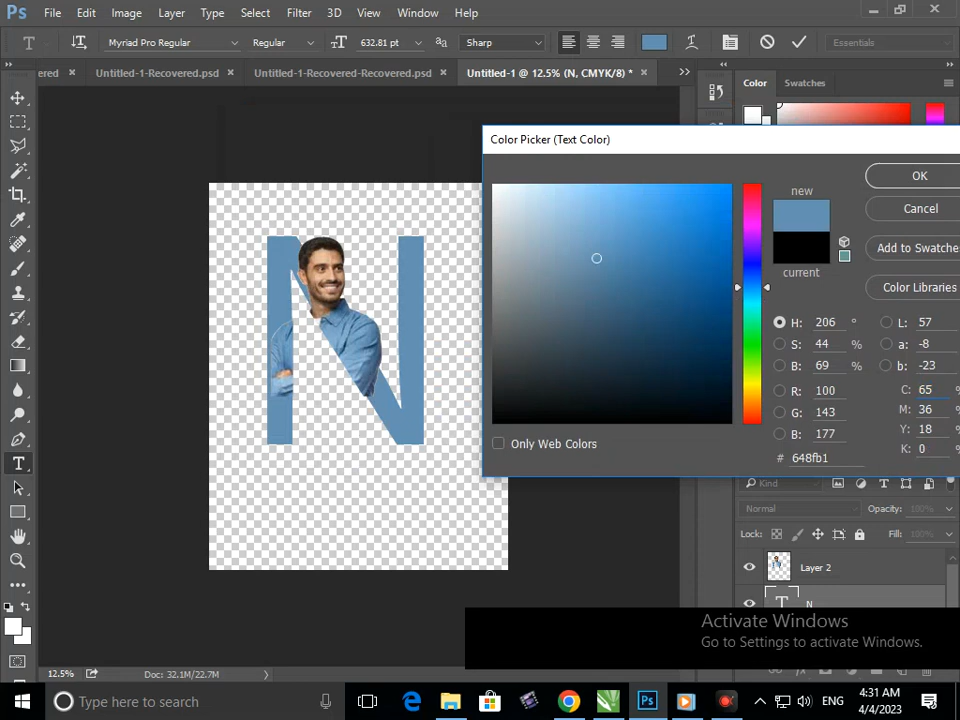 Ps File Edit Image Layer Type Select Filter 3D View Window Help
T Myriad Pro Regular Regular 632.81 pt aa Sharp Essentials
ered × Untitled-1-Recovered.psd × Untitled-1-Recovered-Recovered.psd × Untitled-1 @ 12.5% (N, CMYK/8) * ×
Color Swatches
Color Picker (Text Color)
new
current
OK
Cancel
Add to Swatche
Color Libraries
H: 206 °
S: 44 %
B: 69 %
R: 100
G: 143
B: 177
# 648fb1
L: 57
a: -8
b: -23
C: 65 %
M: 36 %
Y: 18 %
K: 0 %
Only Web Colors
N
Kind
Normal Opacity: 100%
Lock: Fill: 100%
Layer 2
T N
Activate Windows
Go to Settings to activate Windows.
12.5% Doc: 32.1M/22.7M
Type here to search
ENG
4:31 AM
4/4/2023